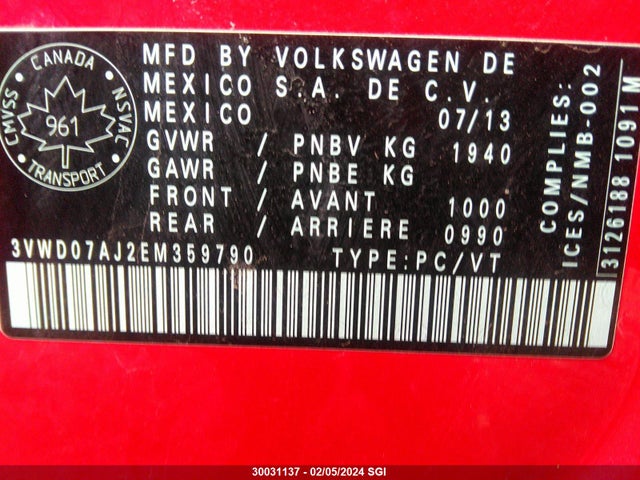 CANADA
CMVSS
NSVAC
961
TRANSPORT
MFD BY VOLKSWAGEN DE
MEXICO S.A. DE C.V.
MEXICO 07/13
GVWR / PNBV KG 1940
GAWR / PNBE KG
FRONT / AVANT 1000
REAR / ARRIERE 0990
3VWD07AJ2EM359790 TYPE:PC/VT
COMPLIES:
ICES/NMB-002
3126188 1091 M
30031137 - 02/05/2024 SGI